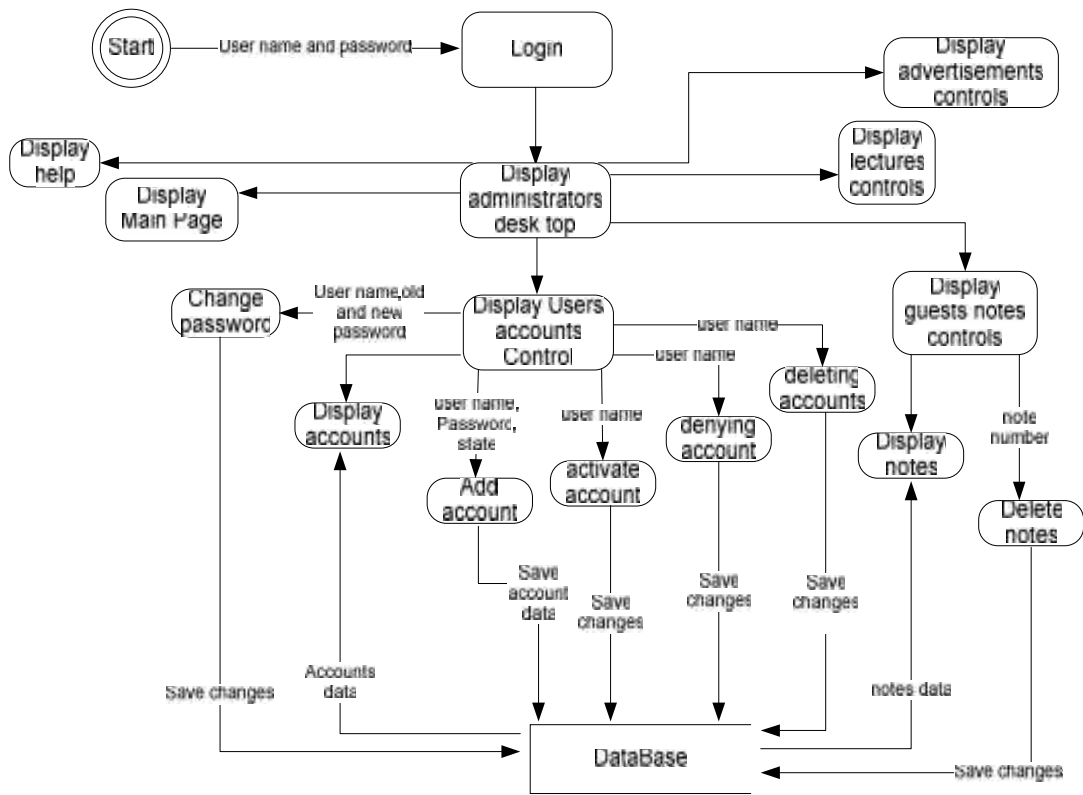 Start
User name and password
Login
Display
advertisements
controls
Display
help
Display
Main Page
Display
administrators
desk top
Display
lectures
controls
Change
password
User name,old
and new
password
Display Users
accounts
Control
user name
user name
Display
guests notes
controls
deleting
accounts
Display
accounts
user name,
Password,
state
user name
denying
account
note
number
Display
notes
activate
account
Add
account
Delete
notes
Save
account
data
Save
changes
Save
changes
Save
changes
Save changes
Accounts
data
notes data
DataBase
Save changes